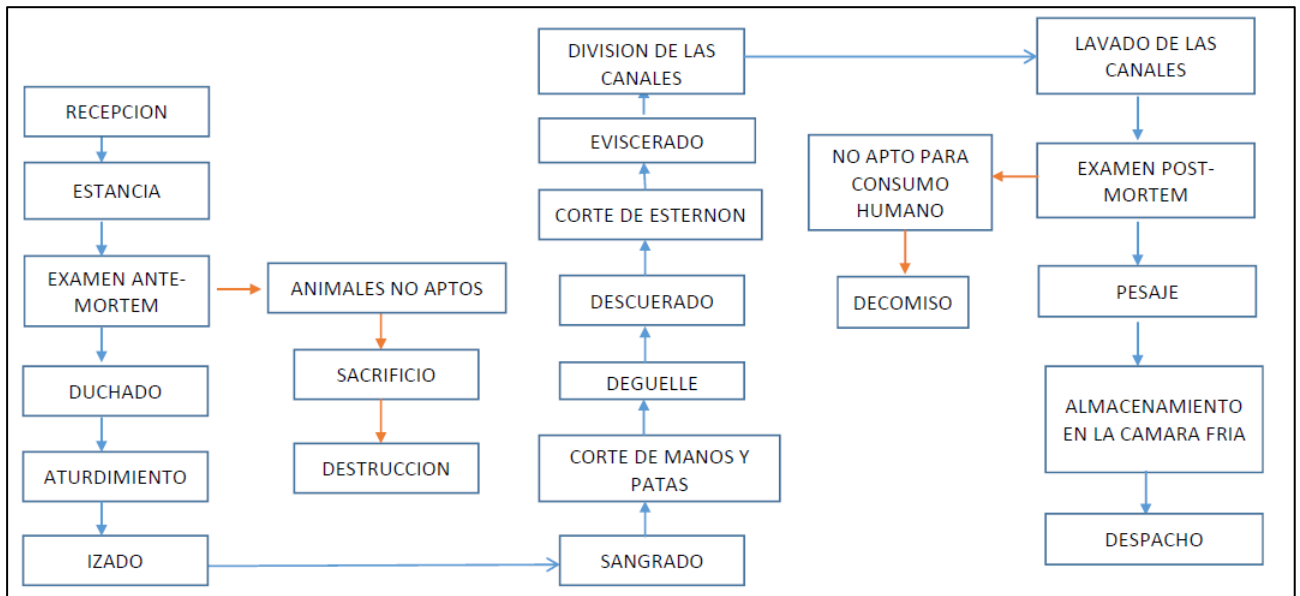 RECEPCION
ESTANCIA
EXAMEN ANTE-
MORTEM
ANIMALES NO APTOS
SACRIFICIO
DESTRUCCION
DUCHADO
ATURDIMIENTO
IZADO
SANGRADO
CORTE DE MANOS Y
PATAS
DEGUELLE
DESCUERADO
CORTE DE ESTERNON
EVISCERADO
DIVISION DE LAS
CANALES
LAVADO DE LAS
CANALES
EXAMEN POST-
MORTEM
NO APTO PARA
CONSUMO
HUMANO
DECOMISO
PESAJE
ALMACENAMIENTO
EN LA CAMARA FRIA
DESPACHO